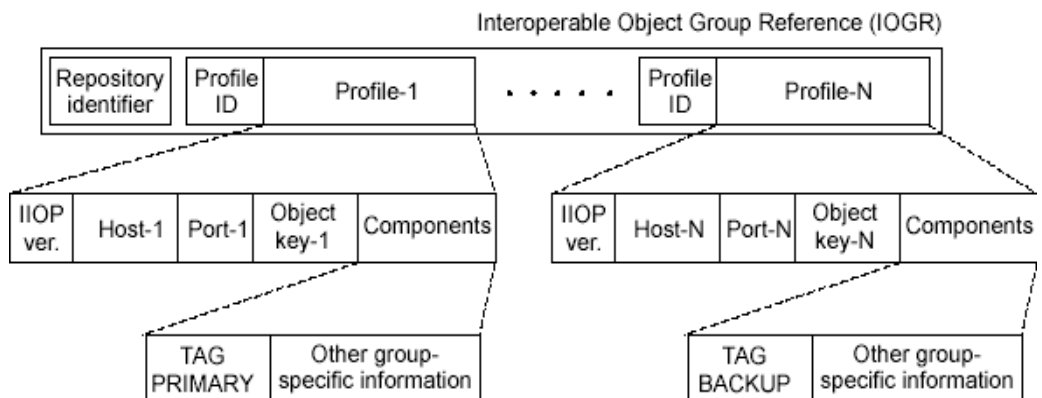 Interoperable Object Group Reference (IOGR)
Repository identifier
Profile ID
Profile-1
. . . . .
Profile ID
Profile-N
IIOP ver.
Host-1
Port-1
Object key-1
Components
IIOP ver.
Host-N
Port-N
Object key-N
Components
TAG PRIMARY
Other group-specific information
TAG BACKUP
Other group-specific information